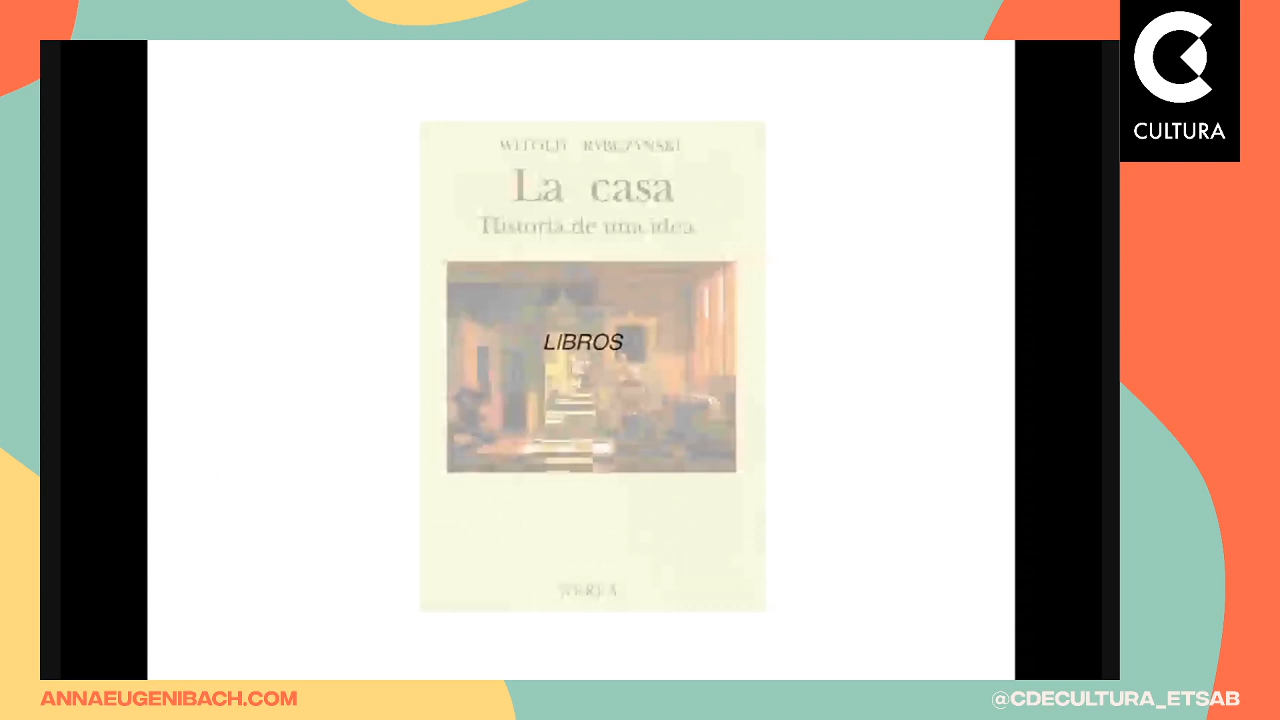 CULTURA
WITOLD RYBCZYNSKI
La casa
Historia de una idea
LIBROS
NEREA
ANNAEUGENIBACH.COM
@CDECULTURA_ETSAB